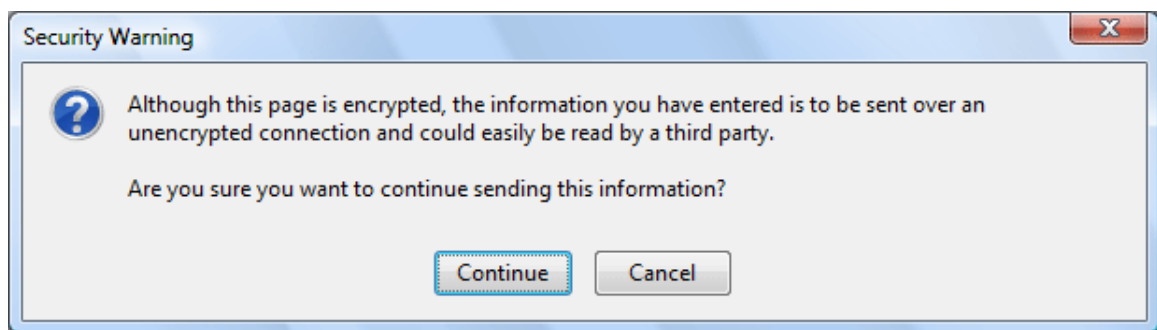 Security Warning
Although this page is encrypted, the information you have entered is to be sent over an
unencrypted connection and could easily be read by a third party.
Are you sure you want to continue sending this information?
Continue Cancel